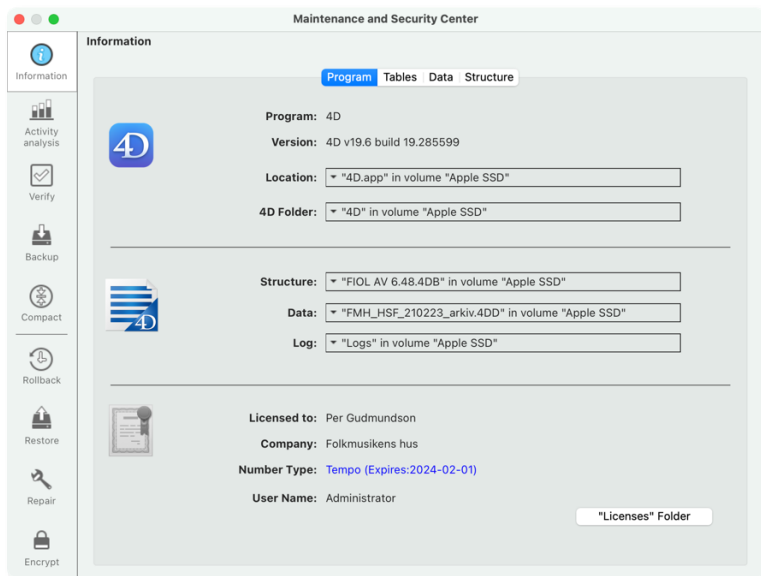 Maintenance and Security Center
Information
Information
Activity
analysis
Verify
Backup
Compact
Rollback
Restore
Repair
Encrypt
Program Tables Data Structure
4D
Program: 4D
Version: 4D v19.6 build 19.285599
Location: "4D.app" in volume "Apple SSD"
4D Folder: "4D" in volume "Apple SSD"
4D
Structure: "FIOL AV 6.48.4DB" in volume "Apple SSD"
Data: "FMH_HSF_210223_arkiv.4DD" in volume "Apple SSD"
Log: "Logs" in volume "Apple SSD"
Licensed to: Per Gudmundson
Company: Folkmusikens hus
Number Type: Tempo (Expires:2024-02-01)
User Name: Administrator
"Licenses" Folder